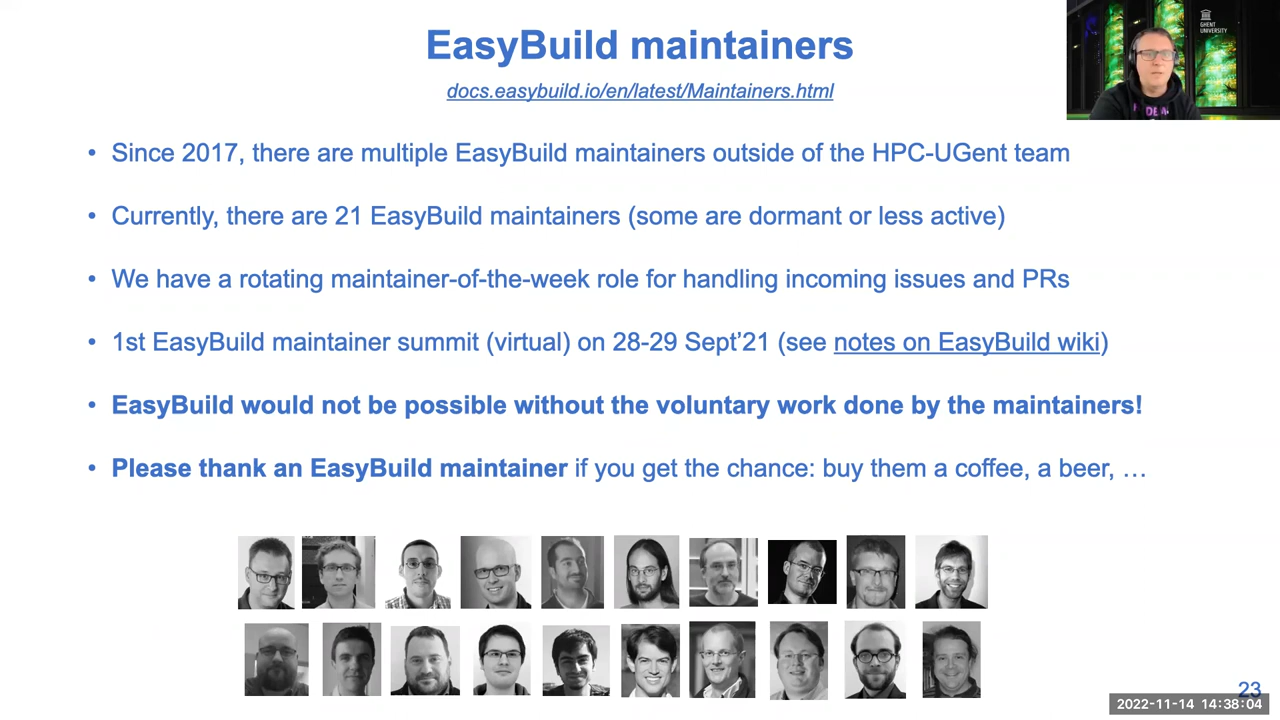 EasyBuild maintainers
docs.easybuild.io/en/latest/Maintainers.html
GHENT
UNIVERSITY
• Since 2017, there are multiple EasyBuild maintainers outside of the HPC-UGent team
• Currently, there are 21 EasyBuild maintainers (some are dormant or less active)
• We have a rotating maintainer-of-the-week role for handling incoming issues and PRs
• 1st EasyBuild maintainer summit (virtual) on 28-29 Sept’21 (see notes on EasyBuild wiki)
• EasyBuild would not be possible without the voluntary work done by the maintainers!
• Please thank an EasyBuild maintainer if you get the chance: buy them a coffee, a beer, …
23
2022-11-14 14:38:04